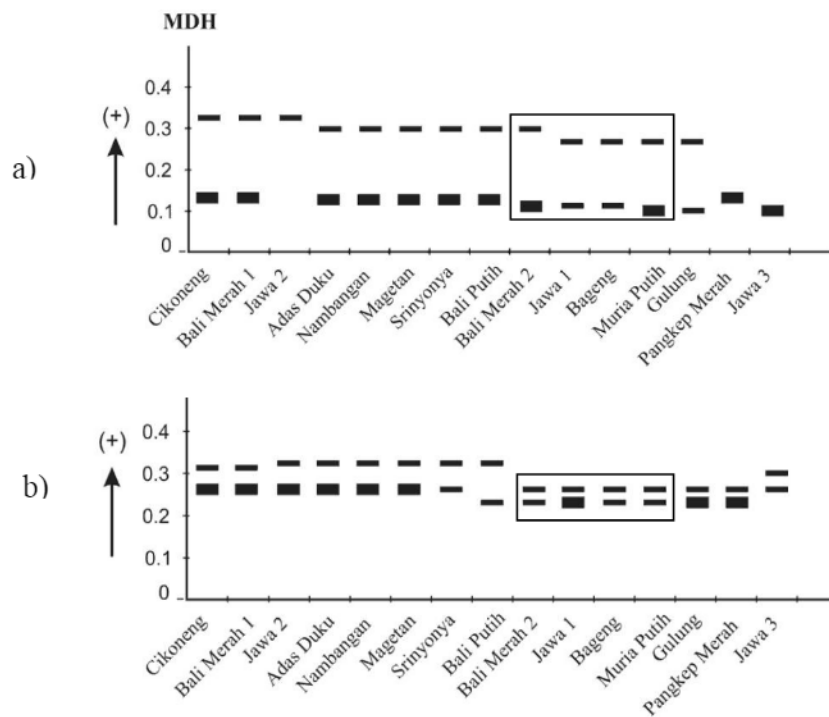 MDH
a)
(+)
0.4
0.3
0.2
0.1
0
Cikoneng
Bali Merah 1
Jawa 2
Adas Duku
Nambangan
Magetan
Srinyonya
Bali Putih
Bali Merah 2
Jawa 1
Bageng
Muria Putih
Gulung
Pangkep Merah
Jawa 3
b)
(+)
0.4
0.3
0.2
0.1
0
Cikoneng
Bali Merah 1
Jawa 2
Adas Duku
Nambangan
Magetan
Srinyonya
Bali Putih
Bali Merah 2
Jawa 1
Bageng
Muria Putih
Gulung
Pangkep Merah
Jawa 3